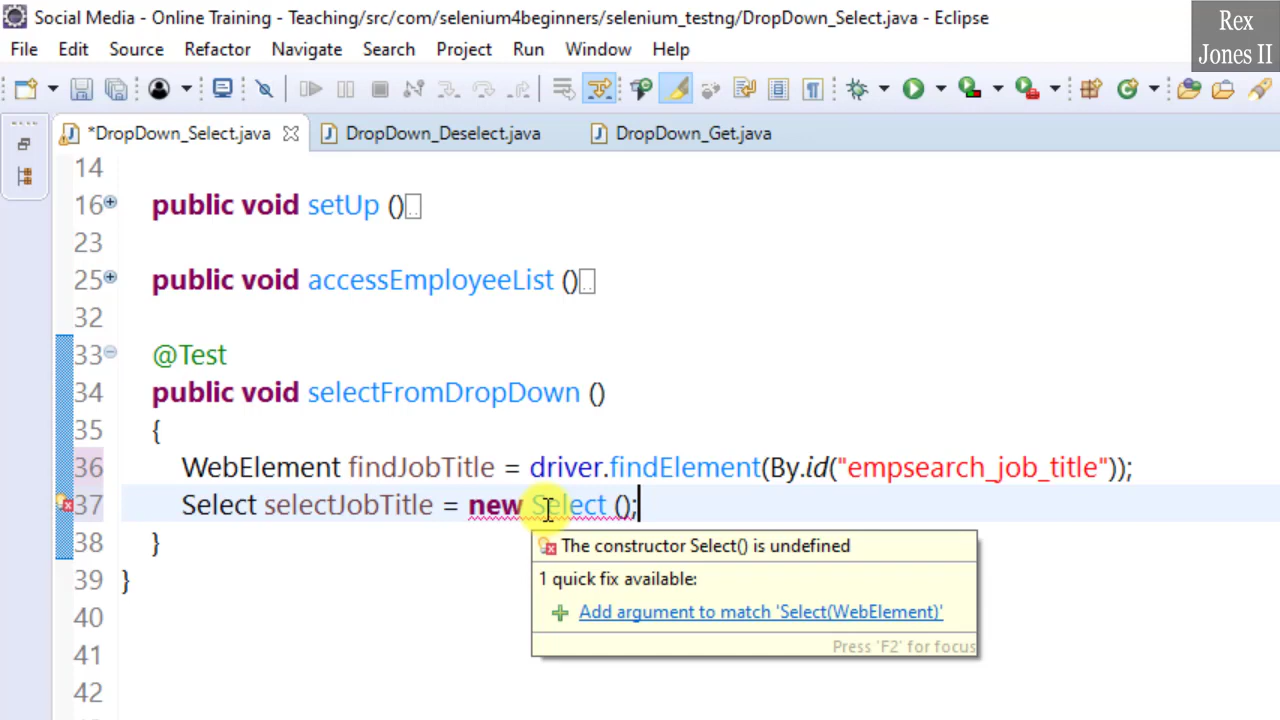 Social Media - Online Training - Teaching/src/com/selenium4beginners/selenium_testng/DropDown_Select.java - Eclipse
Rex
Jones II
File Edit Source Refactor Navigate Search Project Run Window Help
*DropDown_Select.java DropDown_Deselect.java DropDown_Get.java
14
16 public void setUp ()
23
25 public void accessEmployeeList ()
32
33 @Test
34 public void selectFromDropDown ()
35 {
36 WebElement findJobTitle = driver.findElement(By.id("empsearch_job_title"));
37 Select selectJobTitle = new Select ();
38 }
The constructor Select() is undefined
1 quick fix available:
Add argument to match 'Select(WebElement)'
Press 'F2' for focus
39 }
40
41
42